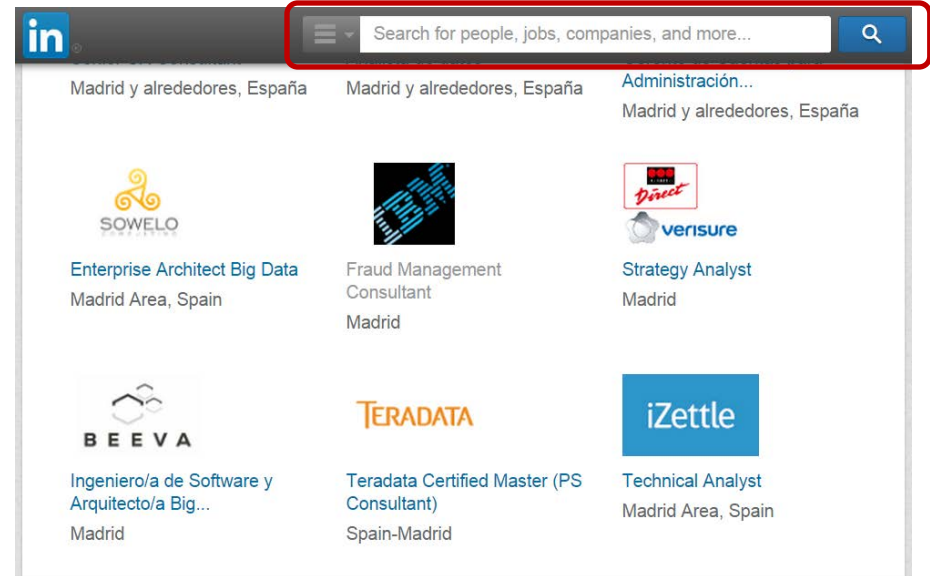 in
Search for people, jobs, companies, and more...
Madrid y alrededores, España
Madrid y alrededores, España
Administración...
Madrid y alrededores, España
SOWELO
Enterprise Architect Big Data
Madrid Area, Spain
IBM
Fraud Management
Consultant
Madrid
Direct
verisure
Strategy Analyst
Madrid
BEEVA
Ingeniero/a de Software y
Arquitecto/a Big...
Madrid
TERADATA
Teradata Certified Master (PS
Consultant)
Spain-Madrid
iZettle
Technical Analyst
Madrid Area, Spain